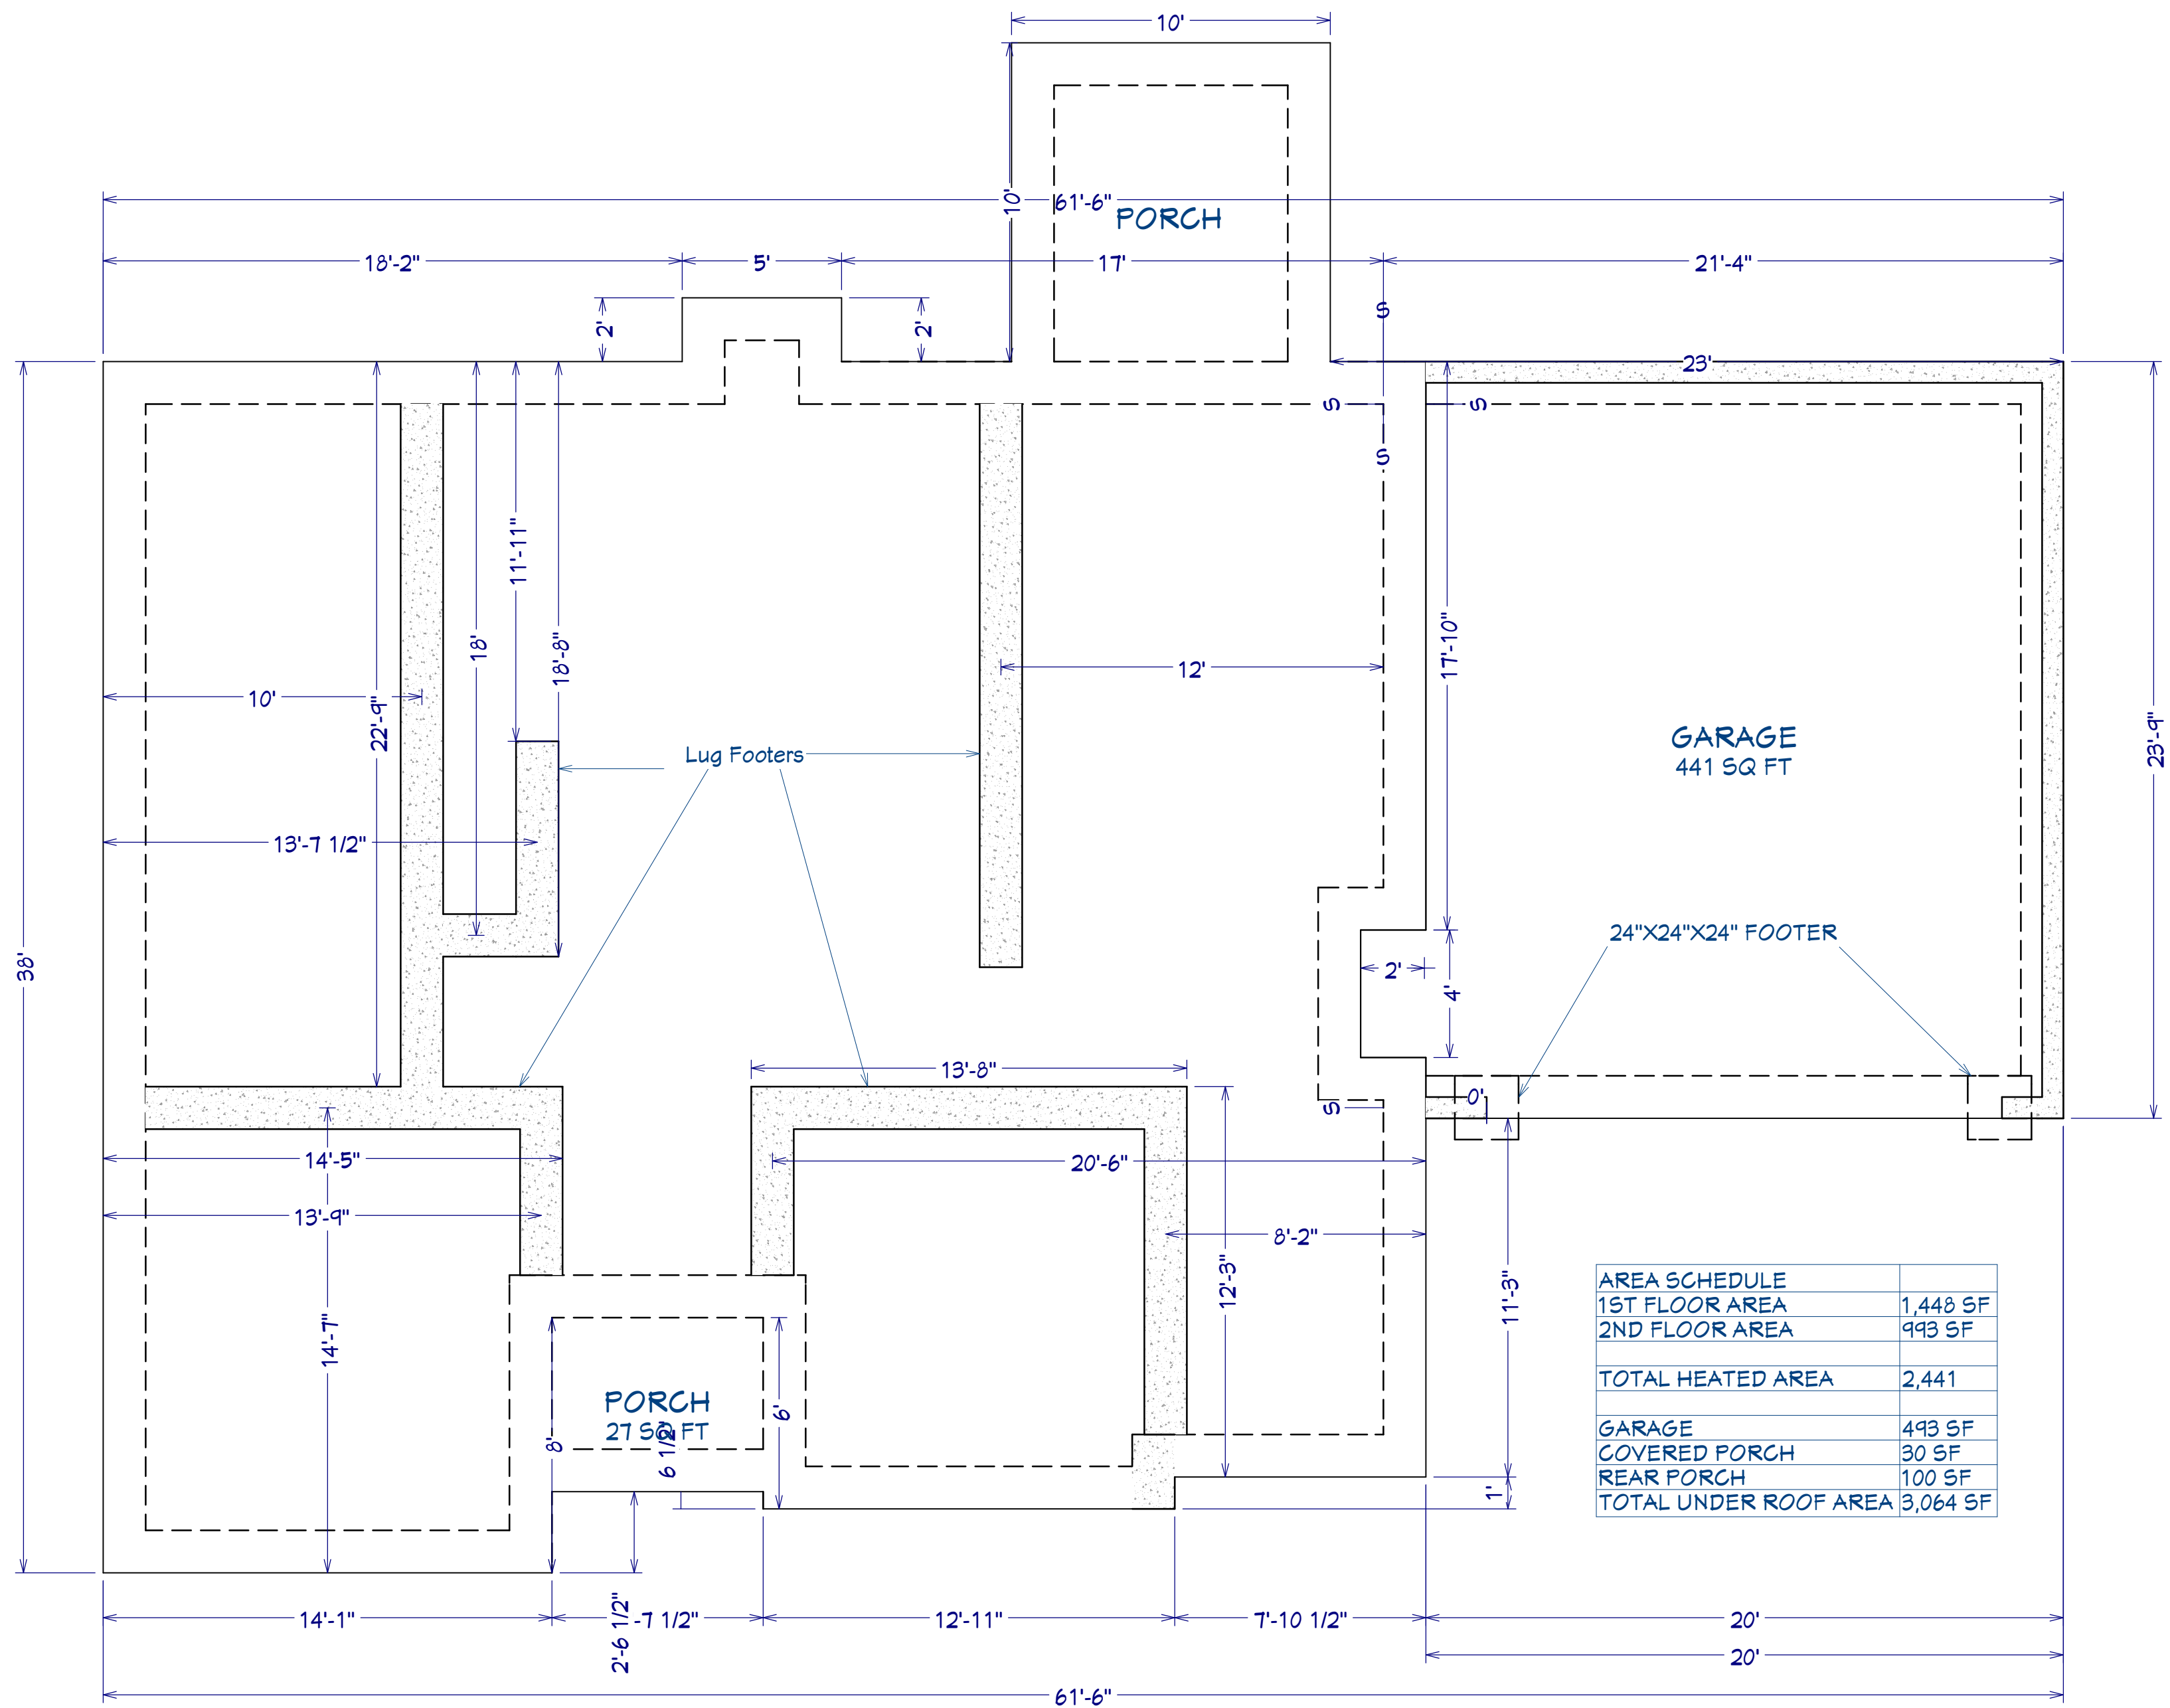 10'
10'
61'-6"
PORCH
18'-2"
5'
17'
21'-4"
S
2'
2'
23'
S
S
S
11'-11"
18'
18'-8"
17'-10"
12'
10'
22'-9"
GARAGE
441 SQ FT
23'-9"
Lug Footers
13'-7 1/2"
24"X24"X24" FOOTER
38'
2'
4'
13'-8"
0'
S
14'-5"
20'-6"
13'-9"
8'-2"
12'-3"
11'-3"
14'-7"
AREA SCHEDULE
1ST FLOOR AREA 1,448 SF
2ND FLOOR AREA 993 SF
TOTAL HEATED AREA 2,441
GARAGE 493 SF
COVERED PORCH 30 SF
REAR PORCH 100 SF
TOTAL UNDER ROOF AREA 3,064 SF
PORCH
27 SQ FT
6'
8'
6 1/2"
1'
14'-1"
2'-6 1/2"
-7 1/2"
12'-11"
7'-10 1/2"
20'
20'
61'-6"